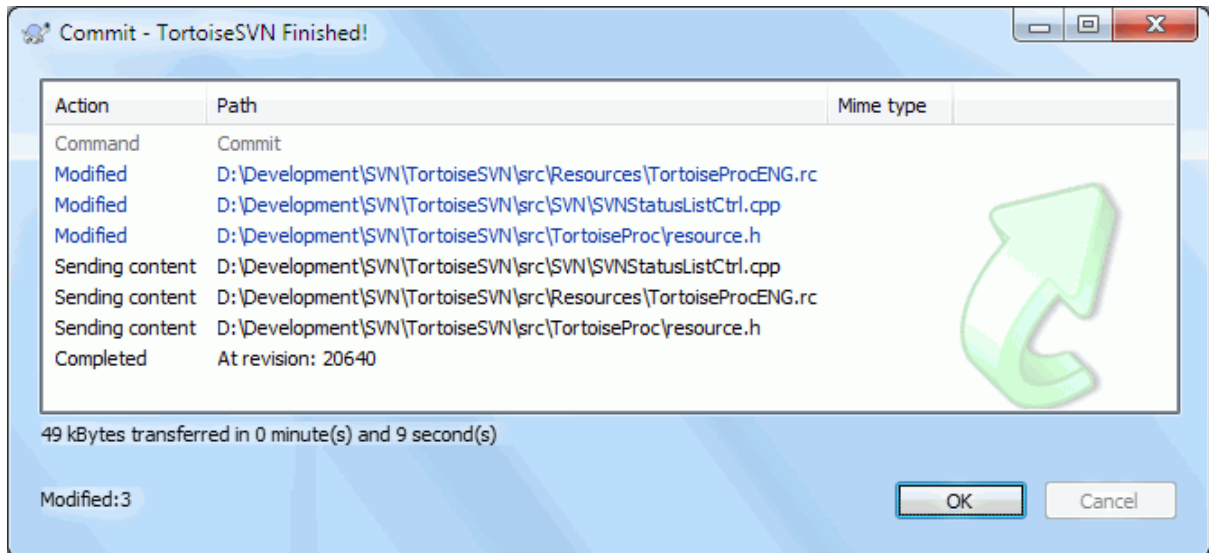 Commit - TortoiseSVN Finished!
Action Path Mime type
Command Commit
Modified D:\Development\SVN\TortoiseSVN\src\Resources\TortoiseProcENG.rc
Modified D:\Development\SVN\TortoiseSVN\src\SVN\SVNStatusListCtrl.cpp
Modified D:\Development\SVN\TortoiseSVN\src\TortoiseProc\resource.h
Sending content D:\Development\SVN\TortoiseSVN\src\SVN\SVNStatusListCtrl.cpp
Sending content D:\Development\SVN\TortoiseSVN\src\Resources\TortoiseProcENG.rc
Sending content D:\Development\SVN\TortoiseSVN\src\TortoiseProc\resource.h
Completed At revision: 20640
49 kBytes transferred in 0 minute(s) and 9 second(s)
Modified:3
OK Cancel